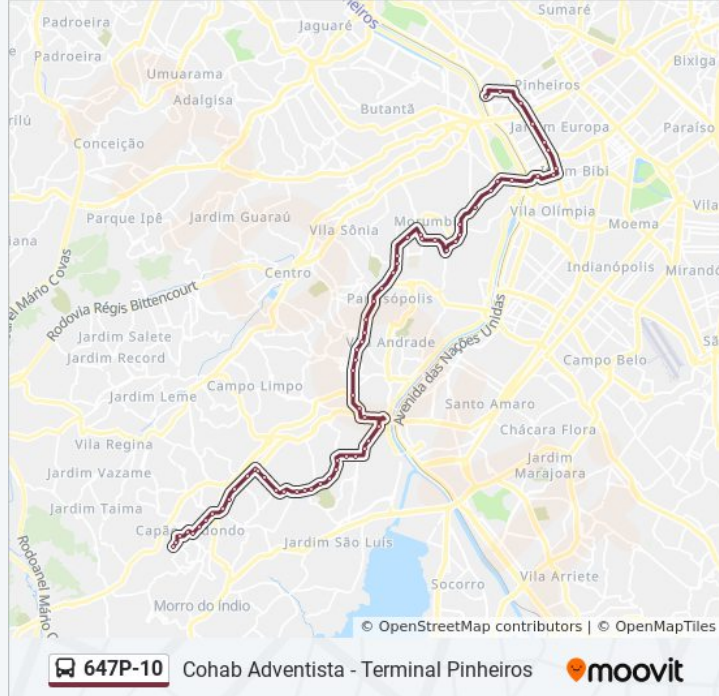 Padroeira
Jaguaré
Sumaré
Padroeira
Pinheiros
Bixiga
Umuarama
Adalgisa
Butantã
Jardim Europa
Paraíso
Conceição
Itaim Bibi
Parque Ipê
Jardim Guaraú
Morumbi
Vila Olímpia
Vila Sônia
Moema
Centro
Indianópolis
Rodovia Régis Bittencourt
Paraisópolis
Avenida das Nações Unidas
Jardim Salete
Jardim Record
Vila Andrade
Campo Belo
Campo Limpo
Jardim Leme
Santo Amaro
Chácara Flora
Vila Regina
Jardim Marajoara
Jardim Vazame
Jardim Taima
Capão Redondo
Jardim São Luís
Vila Arriete
Socorro
Morro do Índio
© OpenStreetMap contributors | © OpenMapTiles
647P-10 Cohab Adventista - Terminal Pinheiros moovit